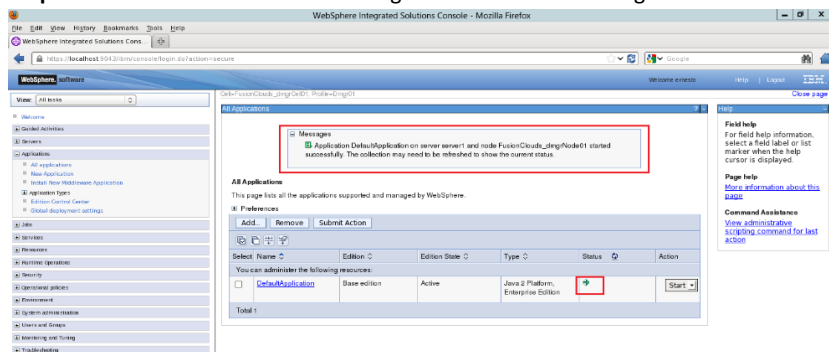 WebSphere Integrated Solutions Console - Mozilla Firefox
File Edit View History Bookmarks Tools Help
WebSphere Integrated Solutions Cons...
https://localhost:9043/ibm/console/login.do?action=secure
Google
WebSphere. software
Welcome ernesto
Help | Logout
IBM.
View: All tasks
Welcome
Guided Activities
Servers
Applications
All applications
New Application
Install New Middleware Application
Application Types
Edition Control Center
Global deployment settings
Jobs
Services
Resources
Runtime Operations
Security
Operational policies
Environment
System administration
Users and Groups
Monitoring and Tuning
Troubleshooting
Cell=FusionClouds_dmgrCell01, Profile=Dmgr01
Close page
All Applications
Messages
Application DefaultApplication on server server1 and node FusionClouds_dmgrNode01 started
successfully. The collection may need to be refreshed to show the current status.
All Applications
This page lists all the applications supported and managed by WebSphere.
Preferences
Add... Remove Submit Action
Select Name Edition Edition State Type Status Action
You can administer the following resources:
DefaultApplication Base edition Active Java 2 Platform, Start
Enterprise Edition
Total 1
Help
Field help
For field help information,
select a field label or list
marker when the help
cursor is displayed.
Page help
More information about this
page
Command Assistance
View administrative
scripting command for last
action